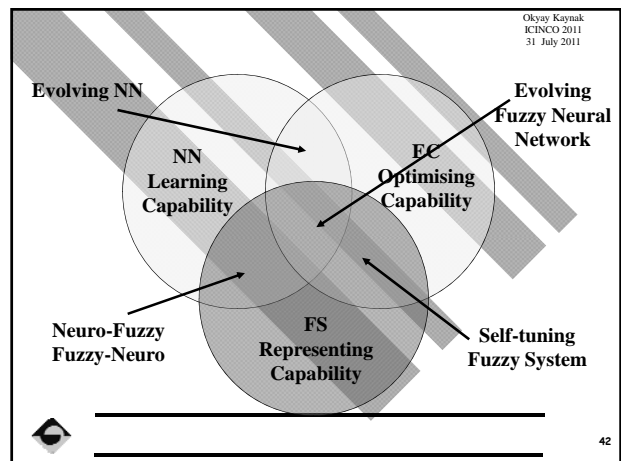 Okyay Kaynak
ICINCO 2011
31 July 2011
Evolving NN
Evolving
Fuzzy Neural
Network
NN
Learning
Capability
EC
Optimising
Capability
Neuro-Fuzzy
Fuzzy-Neuro
FS
Representing
Capability
Self-tuning
Fuzzy System
42